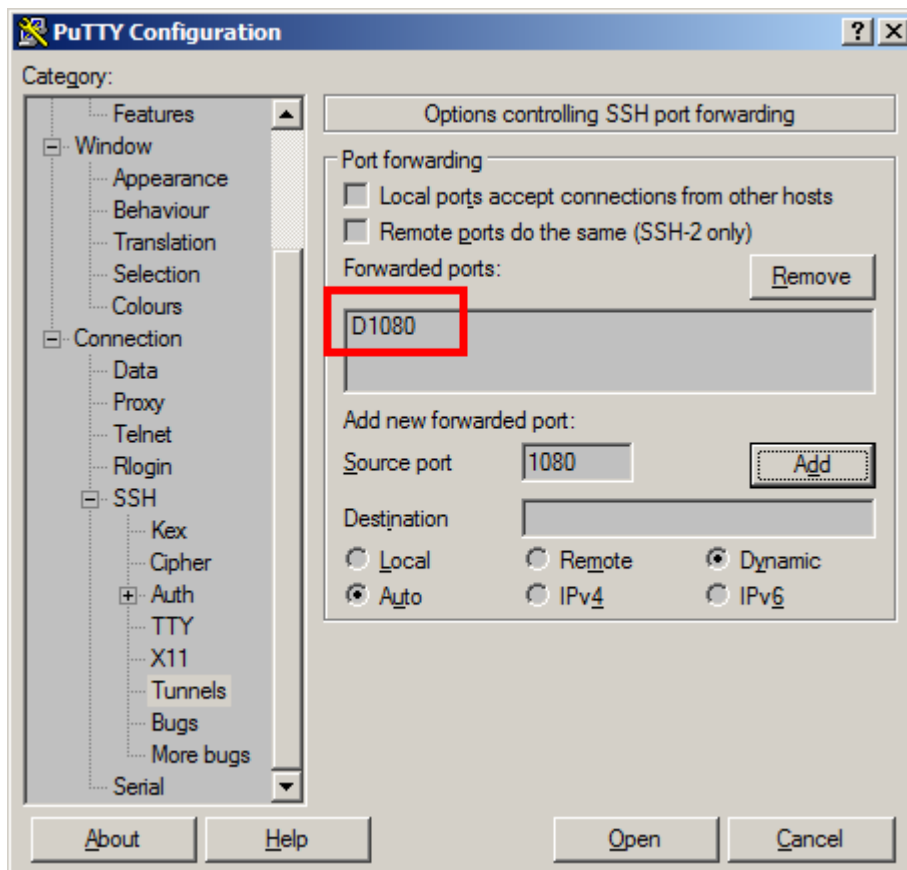 PuTTY Configuration
Category:
Features
Window
Appearance
Behaviour
Translation
Selection
Colours
Connection
Data
Proxy
Telnet
Rlogin
SSH
Kex
Cipher
Auth
TTY
X11
Tunnels
Bugs
More bugs
Serial
Options controlling SSH port forwarding
Port forwarding
Local ports accept connections from other hosts
Remote ports do the same (SSH-2 only)
Forwarded ports:
Remove
D1080
Add new forwarded port:
Source port 1080 Add
Destination
Local Remote Dynamic
Auto IPv4 IPv6
About Help Open Cancel